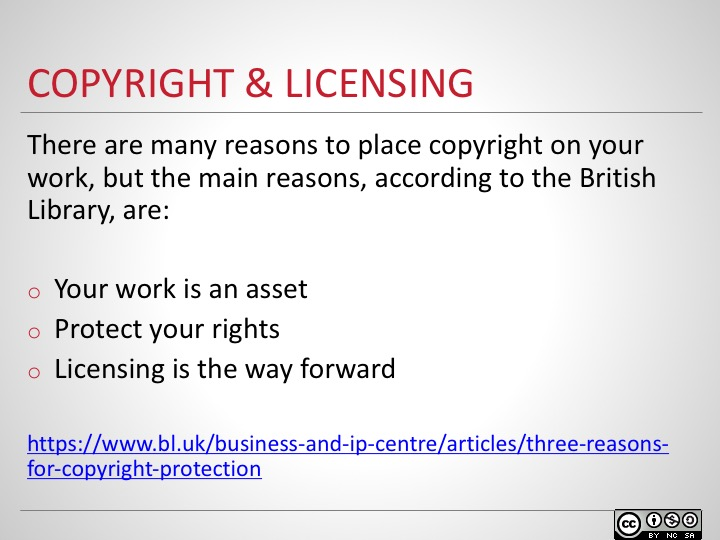 COPYRIGHT & LICENSING
There are many reasons to place copyright on your
work, but the main reasons, according to the British
Library, are:
o Your work is an asset
o Protect your rights
o Licensing is the way forward
https://www.bl.uk/business-and-ip-centre/articles/three-reasons-
for-copyright-protection
cc
BY NC SA